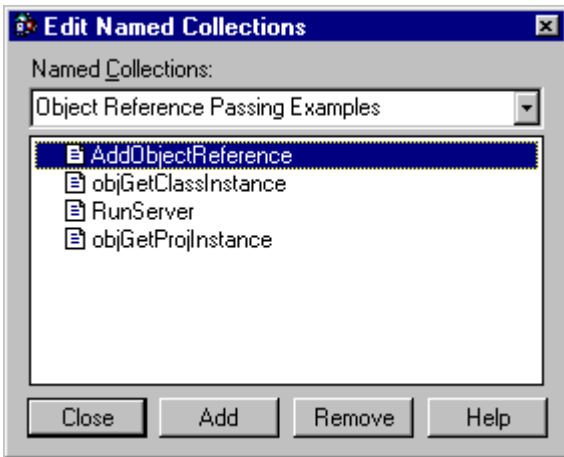 Edit Named Collections
Named Collections:
Object Reference Passing Examples
AddObjectReference
objGetClassInstance
RunServer
objGetProjInstance
Close Add Remove Help